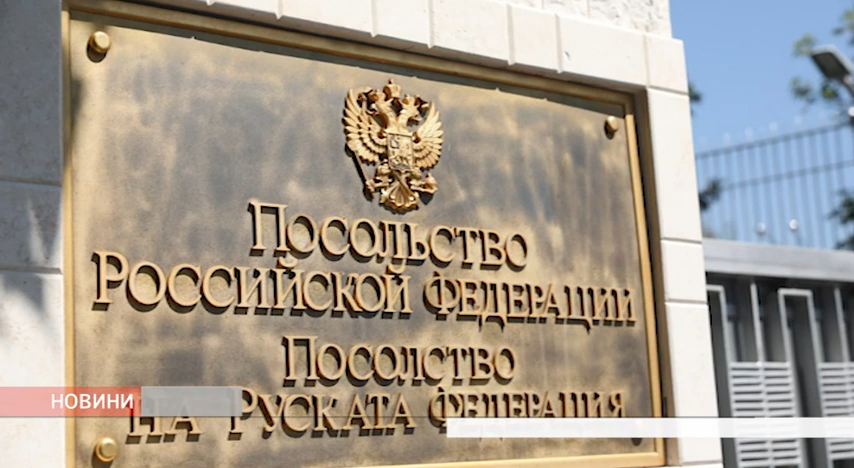 Посольство
Российской Федерации
Посолство
на Руската Федерация
НОВИНИ